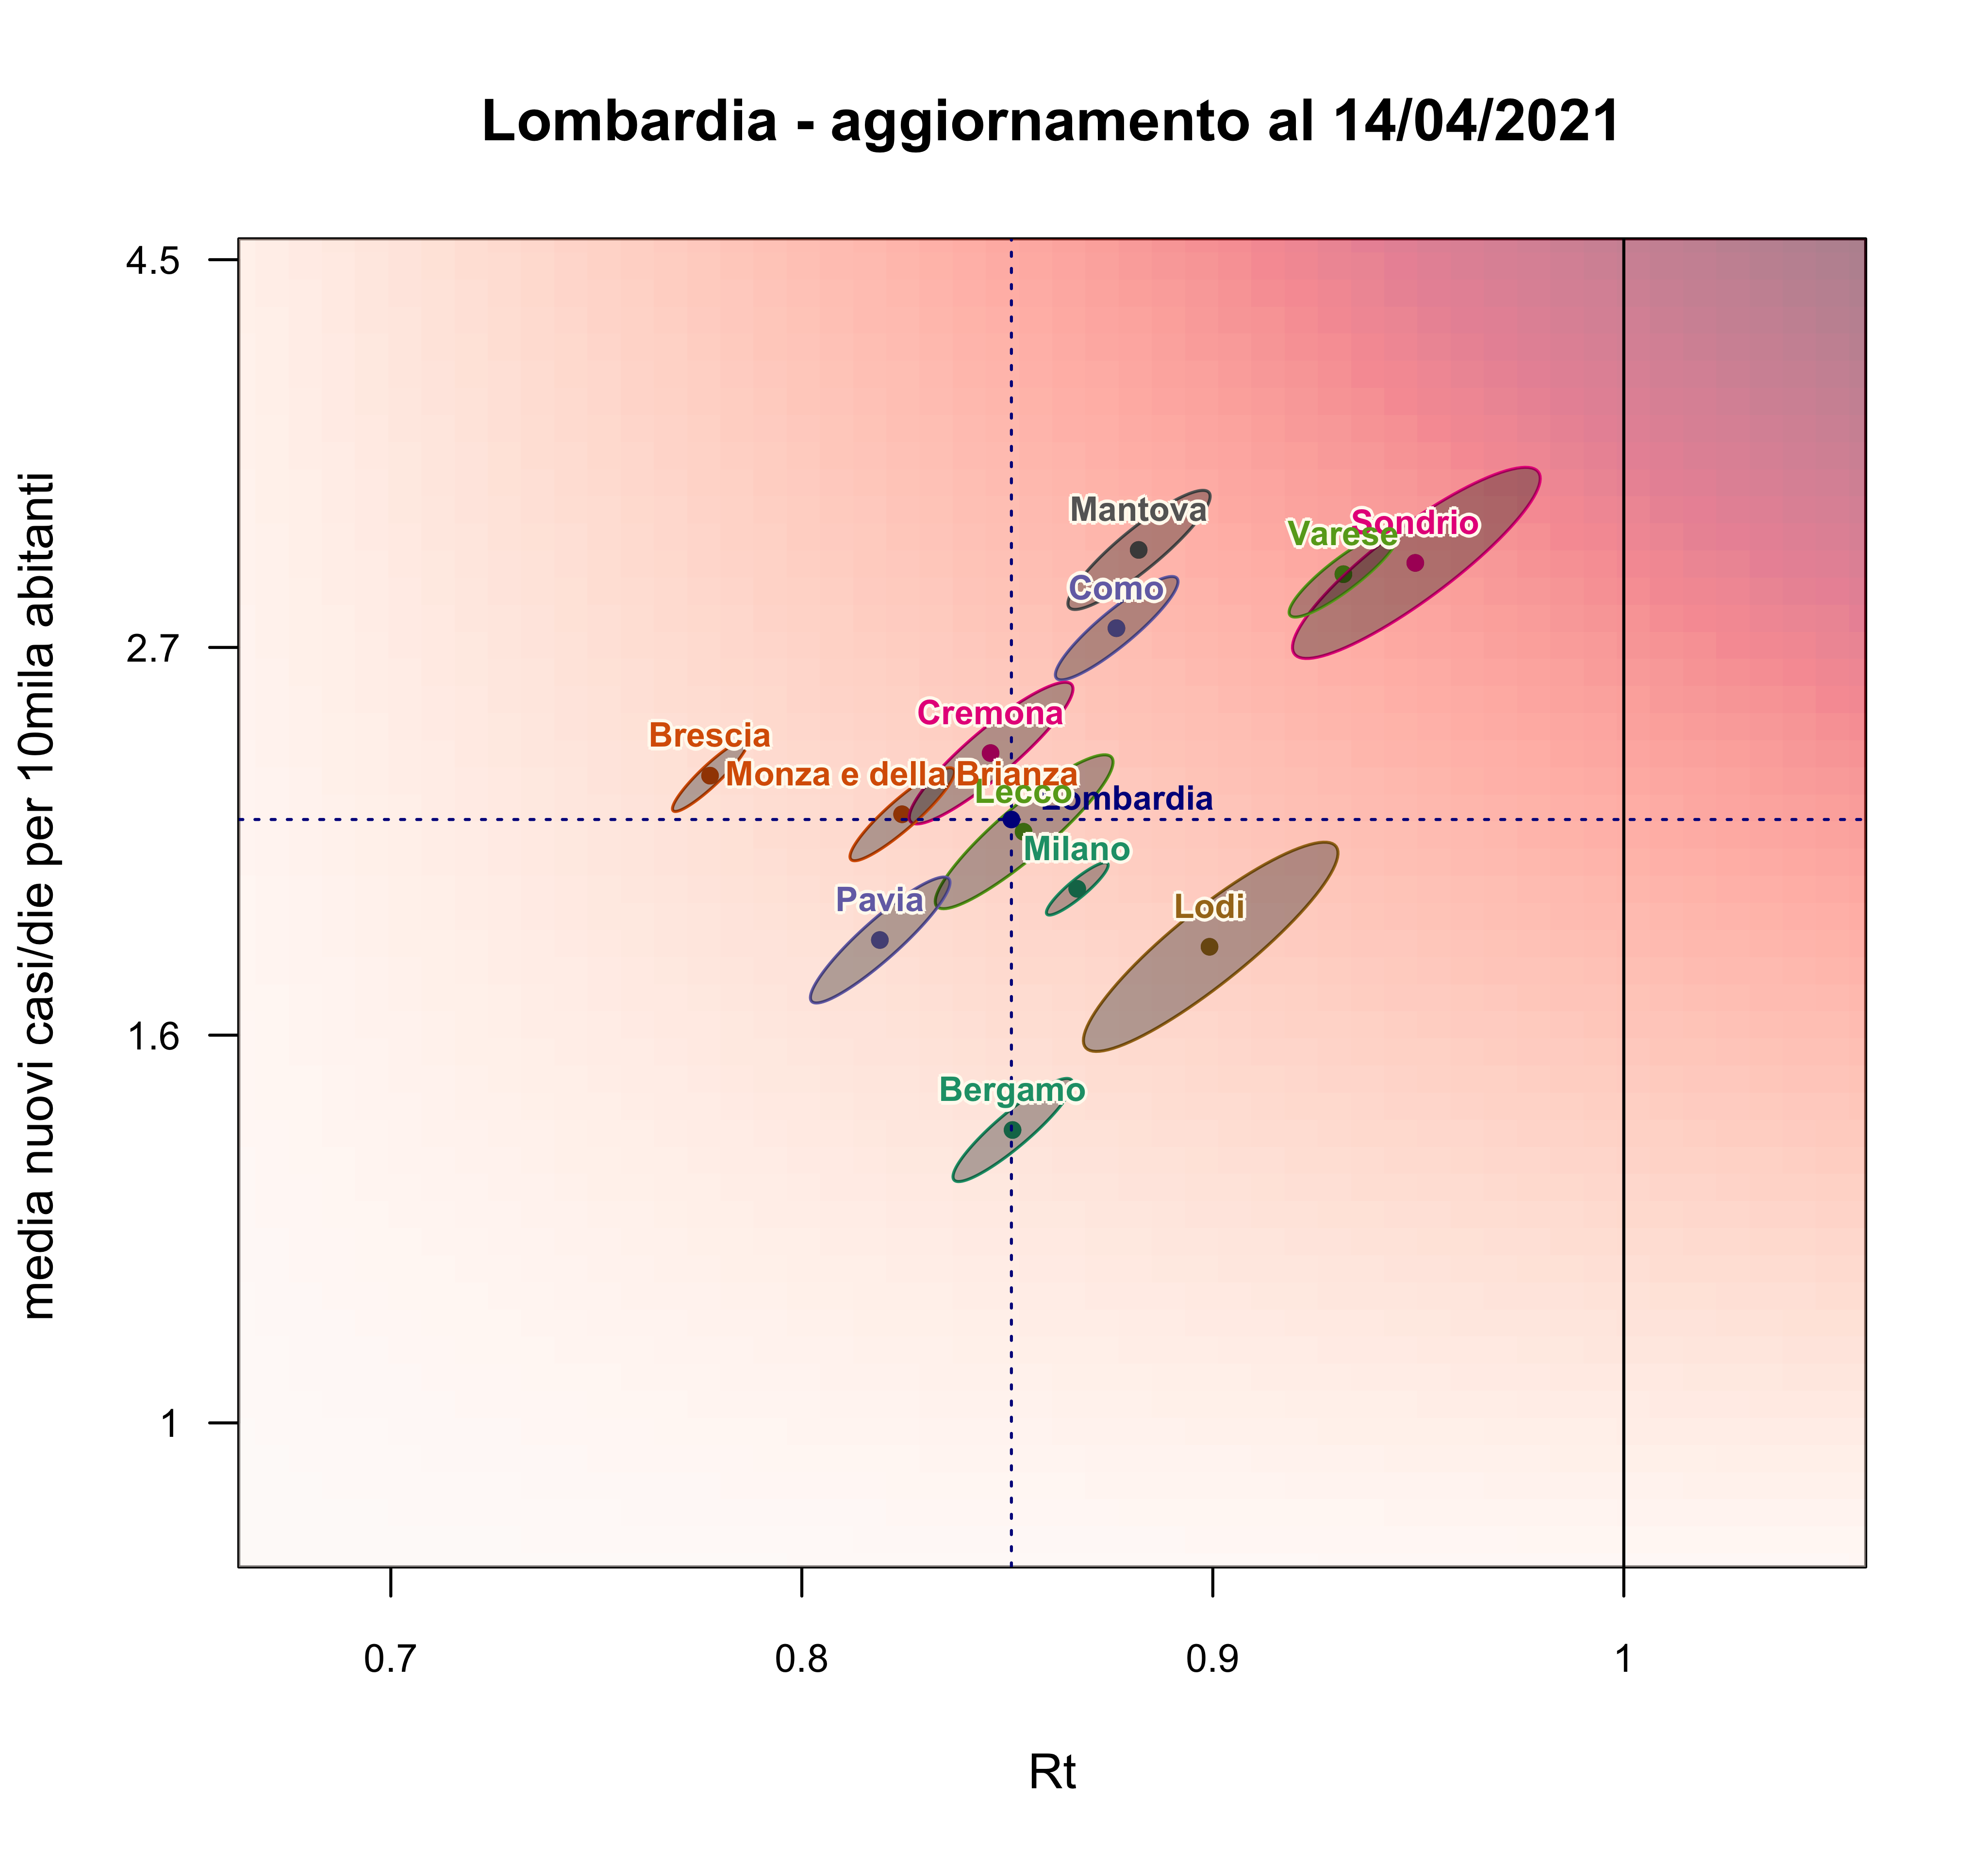 Lombardia - aggiornamento al 14/04/2021
media nuovi casi/die per 10mila abitanti
4.5
2.7
1.6
1
Mantova
Sondrio
Varese
Como
Cremona
Brescia
Monza e della Brianza
Lecco
Lombardia
Milano
Pavia
Lodi
Bergamo
0.7
0.8
0.9
1
Rt